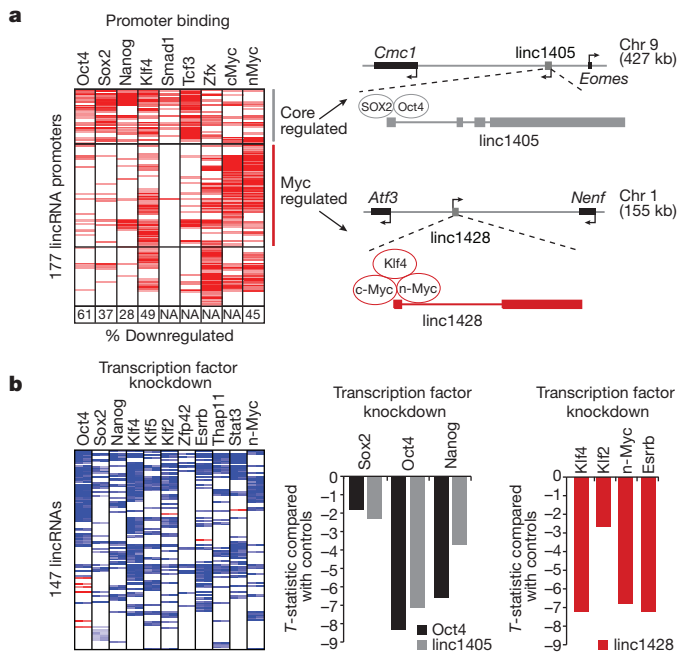 a
Promoter binding
Oct4
Sox2
Nanog
Klf4
Smad1
Tcf3
Zfx
cMyc
nMyc
177 lincRNA promoters
61 37 28 49 NA NA NA NA 45
% Downregulated
Core
regulated
Myc
regulated
Cmc1
linc1405
Eomes
Chr 9
(427 kb)
SOX2
Oct4
linc1405
Atf3
linc1428
Nenf
Chr 1
(155 kb)
Klf4
c-Myc
n-Myc
linc1428
b
Transcription factor
knockdown
Oct4
Sox2
Nanog
Klf4
Klf5
Klf2
Zfp42
Esrrb
Thap11
Stat3
n-Myc
147 lincRNAs
Transcription factor
knockdown
Sox2
Oct4
Nanog
T-statistic compared
with controls
0
–1
–2
–3
–4
–5
–6
–7
–8
–9
Oct4
linc1405
Transcription factor
knockdown
Klf4
Klf2
n-Myc
Esrrb
T-statistic compared
with controls
0
–1
–2
–3
–4
–5
–6
–7
–8
–9
linc1428